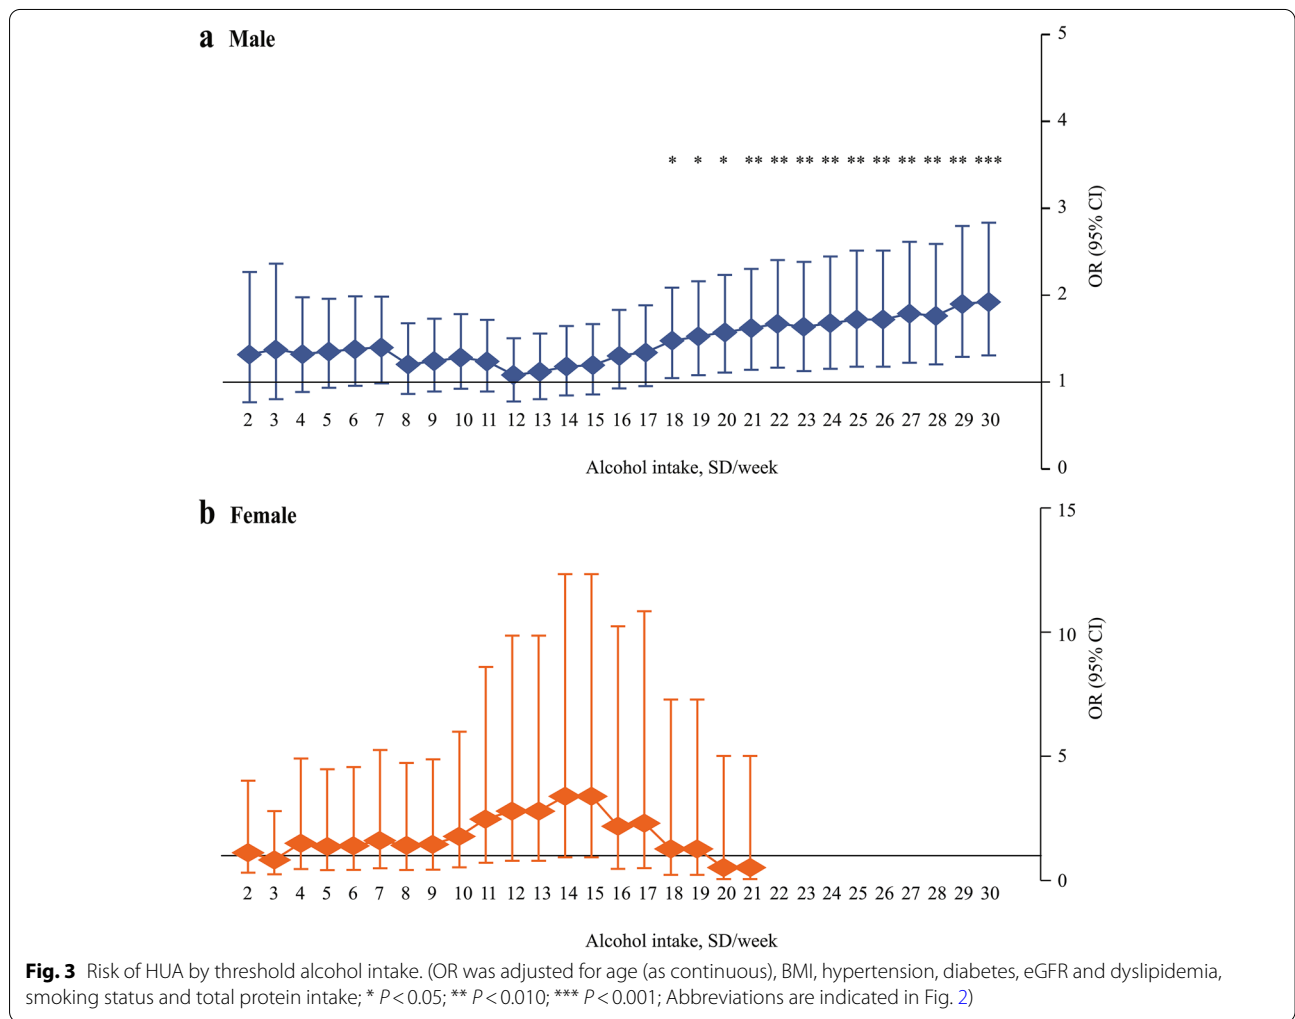 a Male
5
4
* * * ** ** ** ** ** ** ** ** ** ***
3
OR (95% CI)
2
1
2 3 4 5 6 7 8 9 10 11 12 13 14 15 16 17 18 19 20 21 22 23 24 25 26 27 28 29 30
0
Alcohol intake, SD/week
b Female
15
10
OR (95% CI)
5
0
2 3 4 5 6 7 8 9 10 11 12 13 14 15 16 17 18 19 20 21 22 23 24 25 26 27 28 29 30
Alcohol intake, SD/week
Fig. 3 Risk of HUA by threshold alcohol intake. (OR was adjusted for age (as continuous), BMI, hypertension, diabetes, eGFR and dyslipidemia,
smoking status and total protein intake; * P < 0.05; ** P < 0.010; *** P < 0.001; Abbreviations are indicated in Fig. 2)